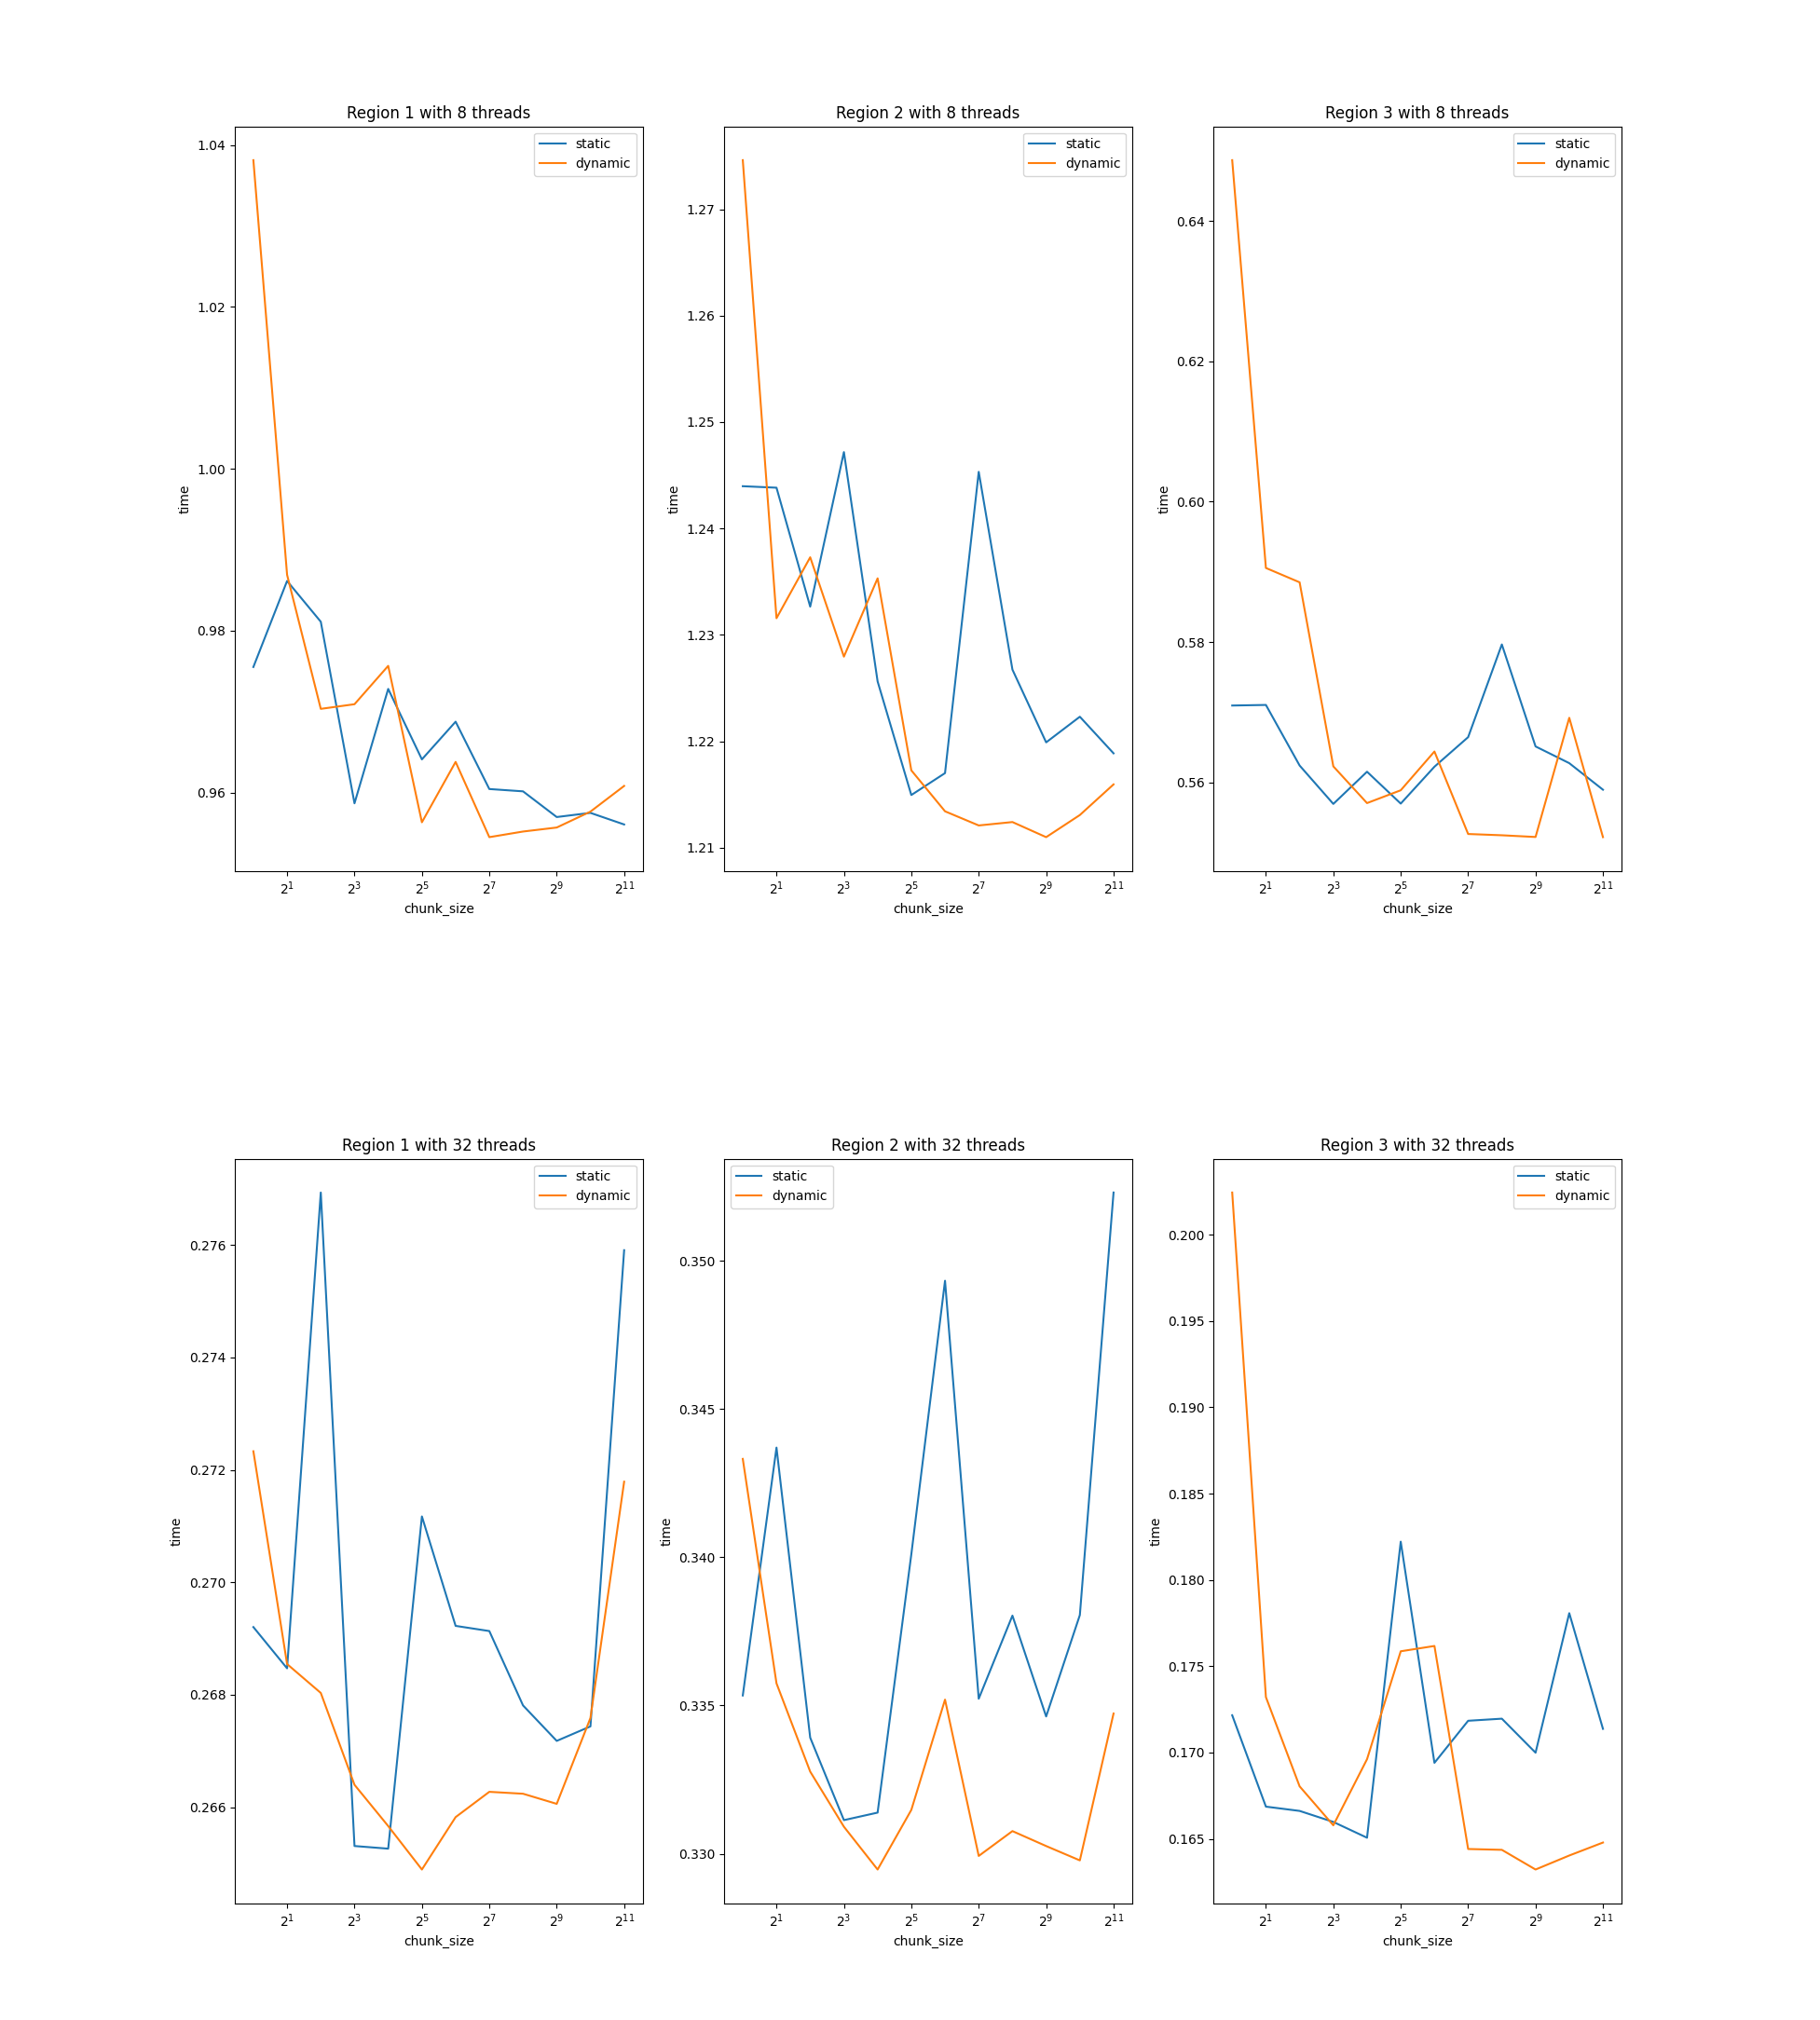 Region 1 with 8 threads
static
dynamic
1.04
1.02
1.00
0.98
0.96
time
2^1
2^3
2^5
2^7
2^9
2^11
chunk_size
Region 2 with 8 threads
static
dynamic
1.27
1.26
1.25
1.24
1.23
1.22
1.21
time
2^1
2^3
2^5
2^7
2^9
2^11
chunk_size
Region 3 with 8 threads
static
dynamic
0.64
0.62
0.60
0.58
0.56
time
2^1
2^3
2^5
2^7
2^9
2^11
chunk_size
Region 1 with 32 threads
static
dynamic
0.276
0.274
0.272
0.270
0.268
0.266
time
2^1
2^3
2^5
2^7
2^9
2^11
chunk_size
Region 2 with 32 threads
static
dynamic
0.350
0.345
0.340
0.335
0.330
time
2^1
2^3
2^5
2^7
2^9
2^11
chunk_size
Region 3 with 32 threads
static
dynamic
0.200
0.195
0.190
0.185
0.180
0.175
0.170
0.165
time
2^1
2^3
2^5
2^7
2^9
2^11
chunk_size